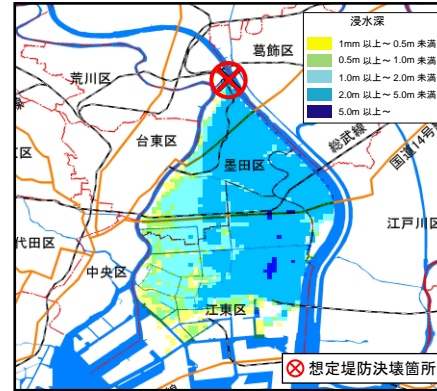 浸水深
1mm 以上～ 0.5m 未満
0.5m 以上～ 1.0m 未満
1.0m 以上～ 2.0m 未満
2.0m 以上～ 5.0m 未満
5.0m 以上～
葛飾区
荒川区
台東区
墨田区
総武線
国道14号
江戸川区
代田区
中央区
江東区
想定堤防決壊箇所